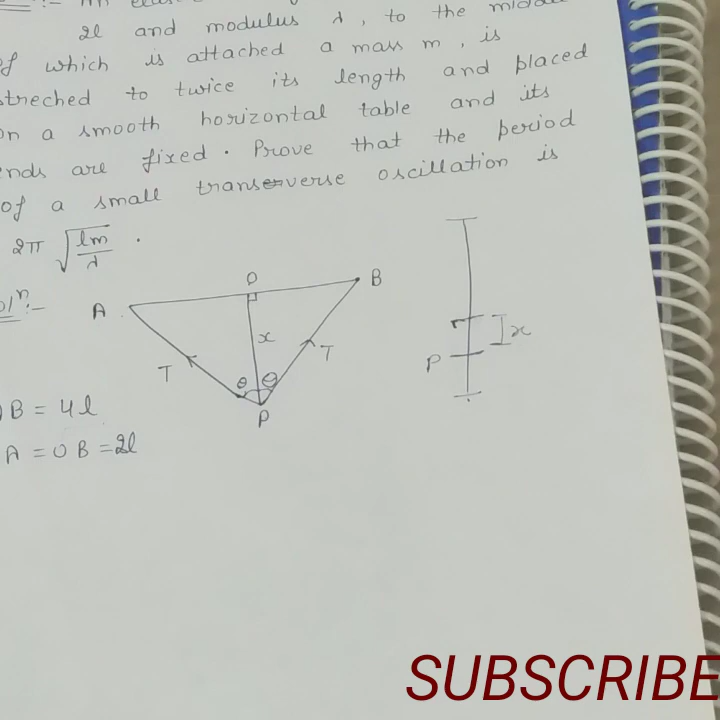 2l and modulus λ, to the
of which is attached a mass m, is
streched to twice its length and placed
on a smooth horizontal table and its
ends are fixed. Prove that the period
of a small transverse oscillation is
2π √(lm/λ) .
A
O
B
x
T
T
θ
θ
P
x
P
B = 4l
A = OB = 2l
SUBSCRIBE